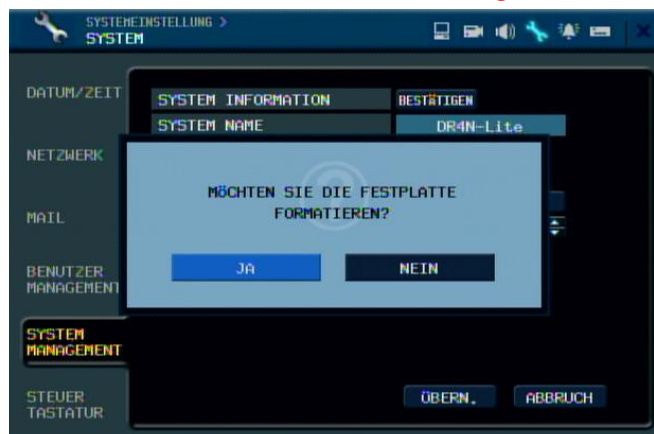 SYSTEMEINSTELLUNG >
SYSTEM
DATUM/ZEIT
SYSTEM INFORMATION
BESTÄTIGEN
SYSTEM NAME
DR4N-Lite
NETZWERK
MÖCHTEN SIE DIE FESTPLATTE
FORMATIEREN?
MAIL
JA
NEIN
BENUTZER
MANAGEMENT
SYSTEM
MANAGEMENT
STEUER
TASTATUR
ÜBERN.
ABBRUCH